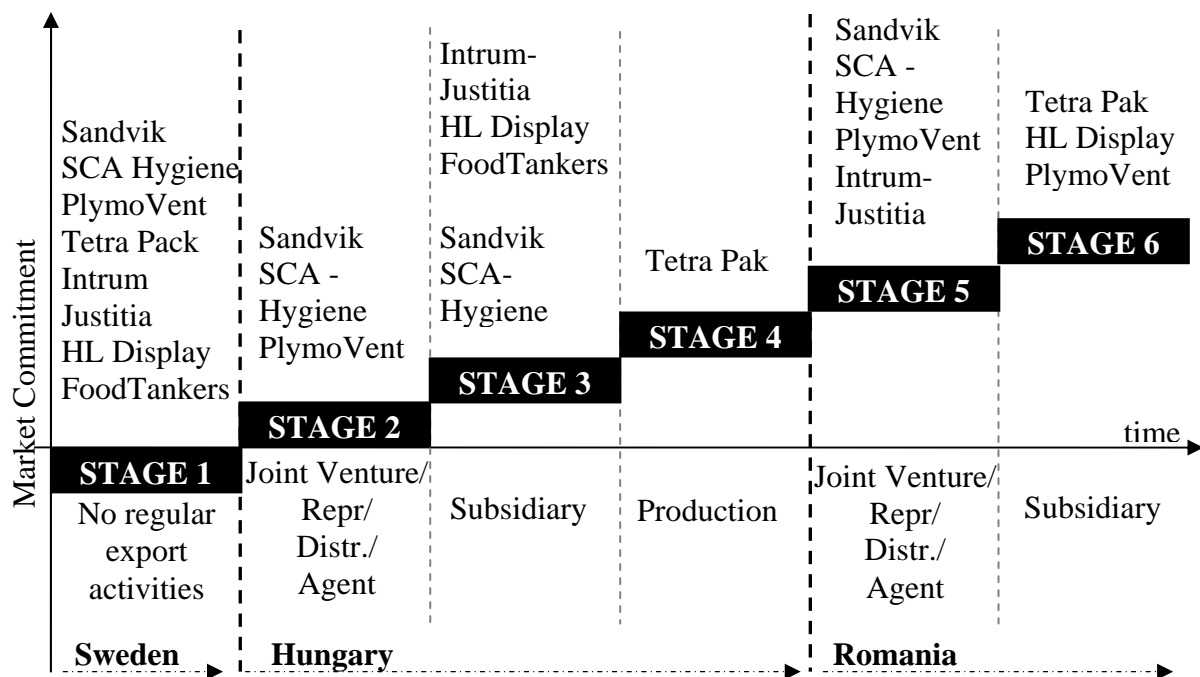 Market Commitment
Sandvik
SCA Hygiene
PlymoVent
Tetra Pack
Intrum
Justitia
HL Display
FoodTankers
STAGE 1
No regular
export
activities
Sandvik
SCA -
Hygiene
PlymoVent
STAGE 2
Joint Venture/
Repr/
Distr./
Agent
Intrum-
Justitia
HL Display
FoodTankers
Sandvik
SCA-
Hygiene
STAGE 3
Subsidiary
Tetra Pak
STAGE 4
Production
Sandvik
SCA -
Hygiene
PlymoVent
Intrum-
Justitia
STAGE 5
Joint Venture/
Repr/
Distr./
Agent
Tetra Pak
HL Display
PlymoVent
STAGE 6
time
Subsidiary
Sweden
Hungary
Romania